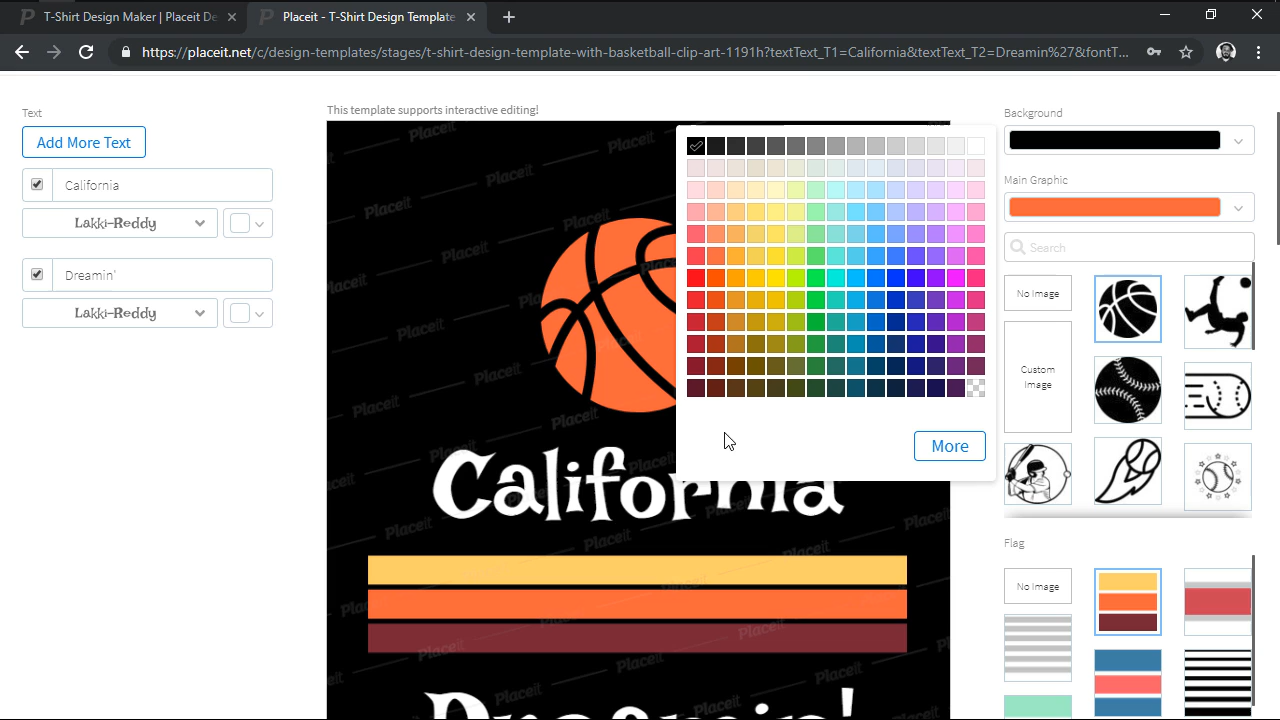 T-Shirt Design Maker | Placeit De
Placeit - T-Shirt Design Template
https://placeit.net/c/design-templates/stages/t-shirt-design-template-with-basketball-clip-art-1191h?textText_T1=California&textText_T2=Dreamin%27&fontT...
Text
Add More Text
California
Lakki-Reddy
Dreamin'
Lakki-Reddy
This template supports interactive editing!
Placeit
California
Dreamin'
More
Background
Main Graphic
Search
No Image
Custom
Image
Flag
No Image